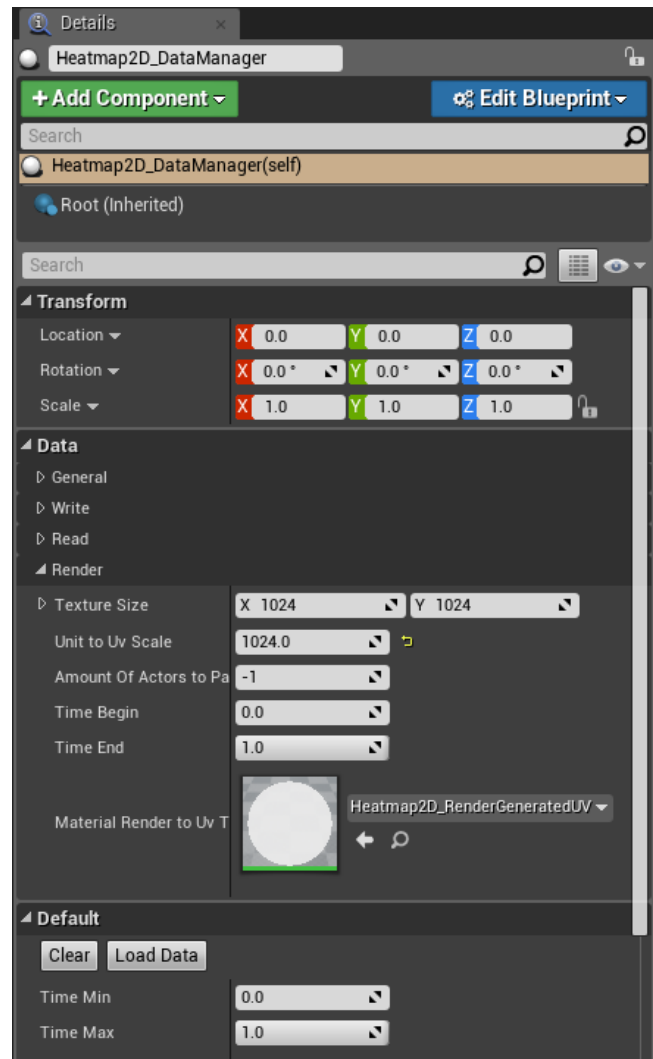 Details
Heatmap2D_DataManager
+ Add Component
Edit Blueprint
Search
Heatmap2D_DataManager(self)
Root (Inherited)
Search
Transform
Location X 0.0 Y 0.0 Z 0.0
Rotation X 0.0 ° Y 0.0 ° Z 0.0 °
Scale X 1.0 Y 1.0 Z 1.0
Data
General
Write
Read
Render
Texture Size X 1024 Y 1024
Unit to Uv Scale 1024.0
Amount Of Actors to Pa -1
Time Begin 0.0
Time End 1.0
Heatmap2D_RenderGeneratedUV
Material Render to Uv T
Default
Clear Load Data
Time Min 0.0
Time Max 1.0